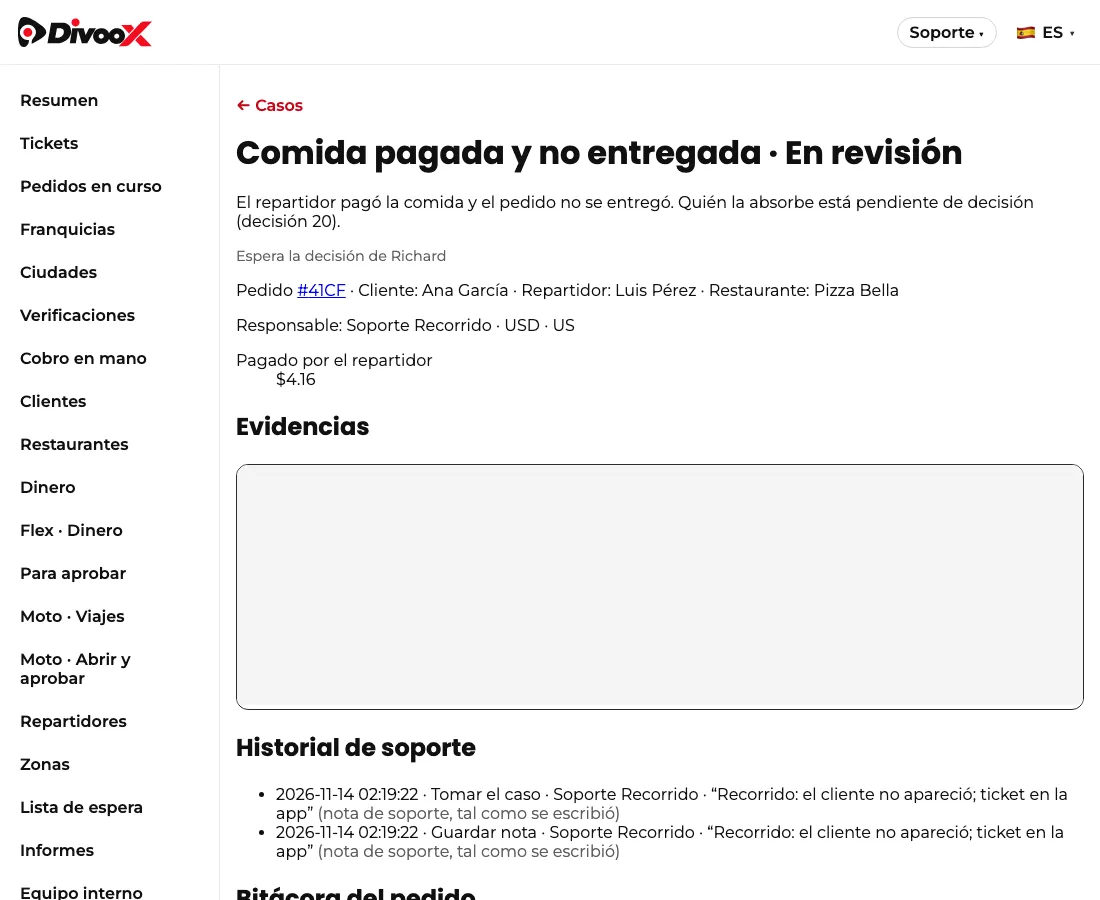 DivooX
Soporte ▾
ES ▾
Resumen
Tickets
Pedidos en curso
Franquicias
Ciudades
Verificaciones
Cobro en mano
Clientes
Restaurantes
Dinero
Flex · Dinero
Para aprobar
Moto · Viajes
Moto · Abrir y
aprobar
Repartidores
Zonas
Lista de espera
Informes
Equipo interno
← Casos
Comida pagada y no entregada · En revisión
El repartidor pagó la comida y el pedido no se entregó. Quién la absorbe está pendiente de decisión
(decisión 20).
Espera la decisión de Richard
Pedido #41CF · Cliente: Ana García · Repartidor: Luis Pérez · Restaurante: Pizza Bella
Responsable: Soporte Recorrido · USD · US
Pagado por el repartidor
$4.16
Evidencias
Historial de soporte
• 2026-11-14 02:19:22 · Tomar el caso · Soporte Recorrido · “Recorrido: el cliente no apareció; ticket en la
app” (nota de soporte, tal como se escribió)
• 2026-11-14 02:19:22 · Guardar nota · Soporte Recorrido · “Recorrido: el cliente no apareció; ticket en la
app” (nota de soporte, tal como se escribió)
Bitácora del pedido